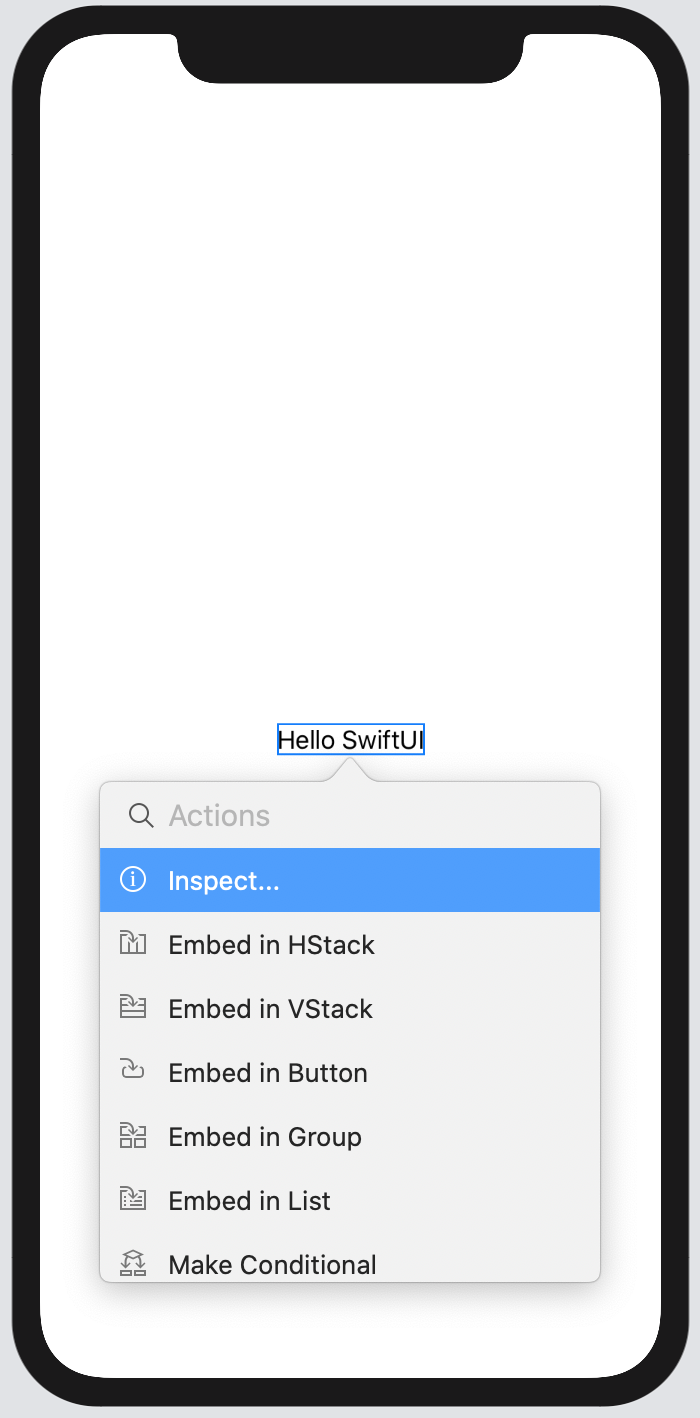 Hello SwiftUI
Actions
Inspect...
Embed in HStack
Embed in VStack
Embed in Button
Embed in Group
Embed in List
Make Conditional